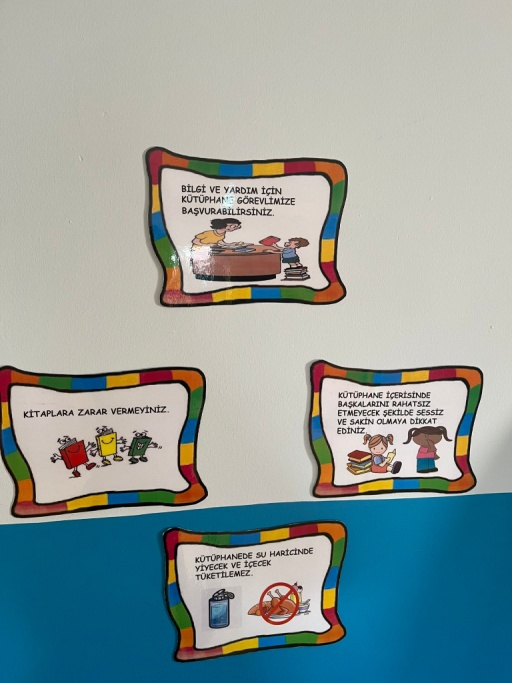 BİLGİ VE YARDIM İÇİN
KÜTÜPHANE GÖREVLİMİZE
BAŞVURABİLİRSİNİZ.
KİTAPLARA ZARAR VERMEYİNİZ.
KÜTÜPHANE İÇERİSİNDE
BAŞKALARINI RAHATSIZ
ETMEYECEK ŞEKİLDE SESSİZ
VE SAKİN OLMAYA DİKKAT
EDİNİZ.
KÜTÜPHANEDE SU HARİCİNDE
YİYECEK VE İÇECEK
TÜKETİLEMEZ.